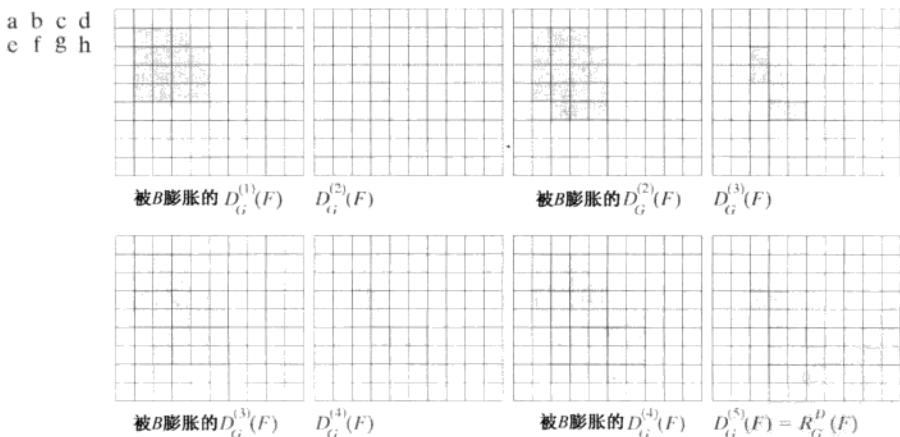 a b c d
e f g h
被B膨胀的 D_G^(1)(F)
D_G^(2)(F)
被B膨胀的 D_G^(2)(F)
D_G^(3)(F)
被B膨胀的 D_G^(3)(F)
D_G^(4)(F)
被B膨胀的 D_G^(4)(F)
D_G^(5)(F) = R_G^D(F)